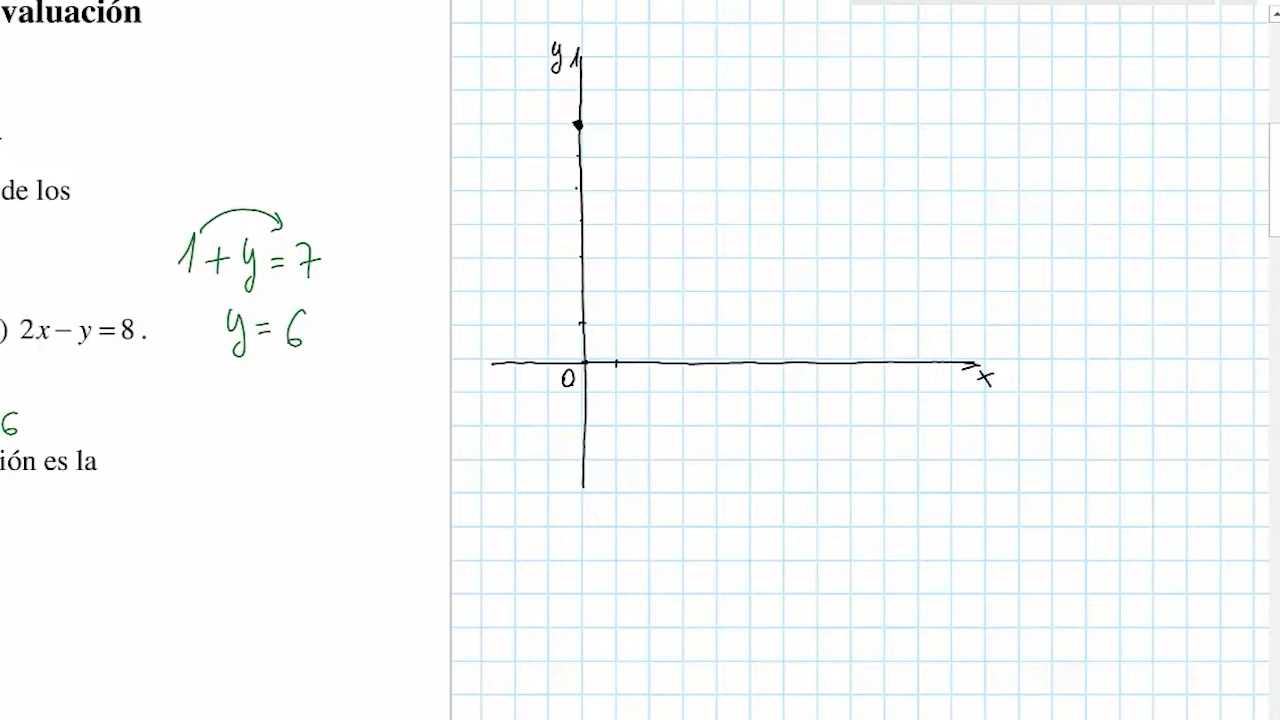 valuación
de los
1 + y = 7
) 2x − y = 8 .
y = 6
6
ión es la
y
0
x